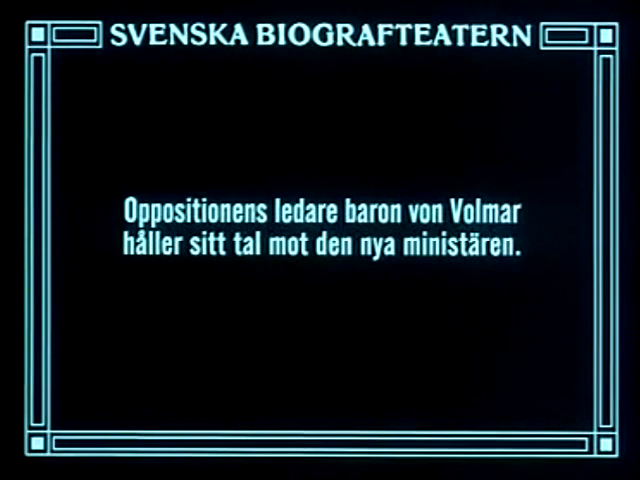 SVENSKA BIOGRAFTEATERN
Oppositionens ledare baron von Volmar
håller sitt tal mot den nya ministären.